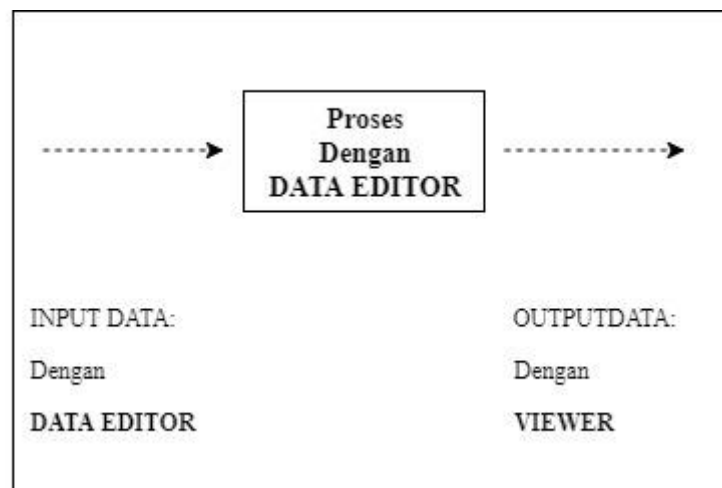 Proses
Dengan
DATA EDITOR
INPUT DATA:
Dengan
DATA EDITOR
OUTPUTDATA:
Dengan
VIEWER